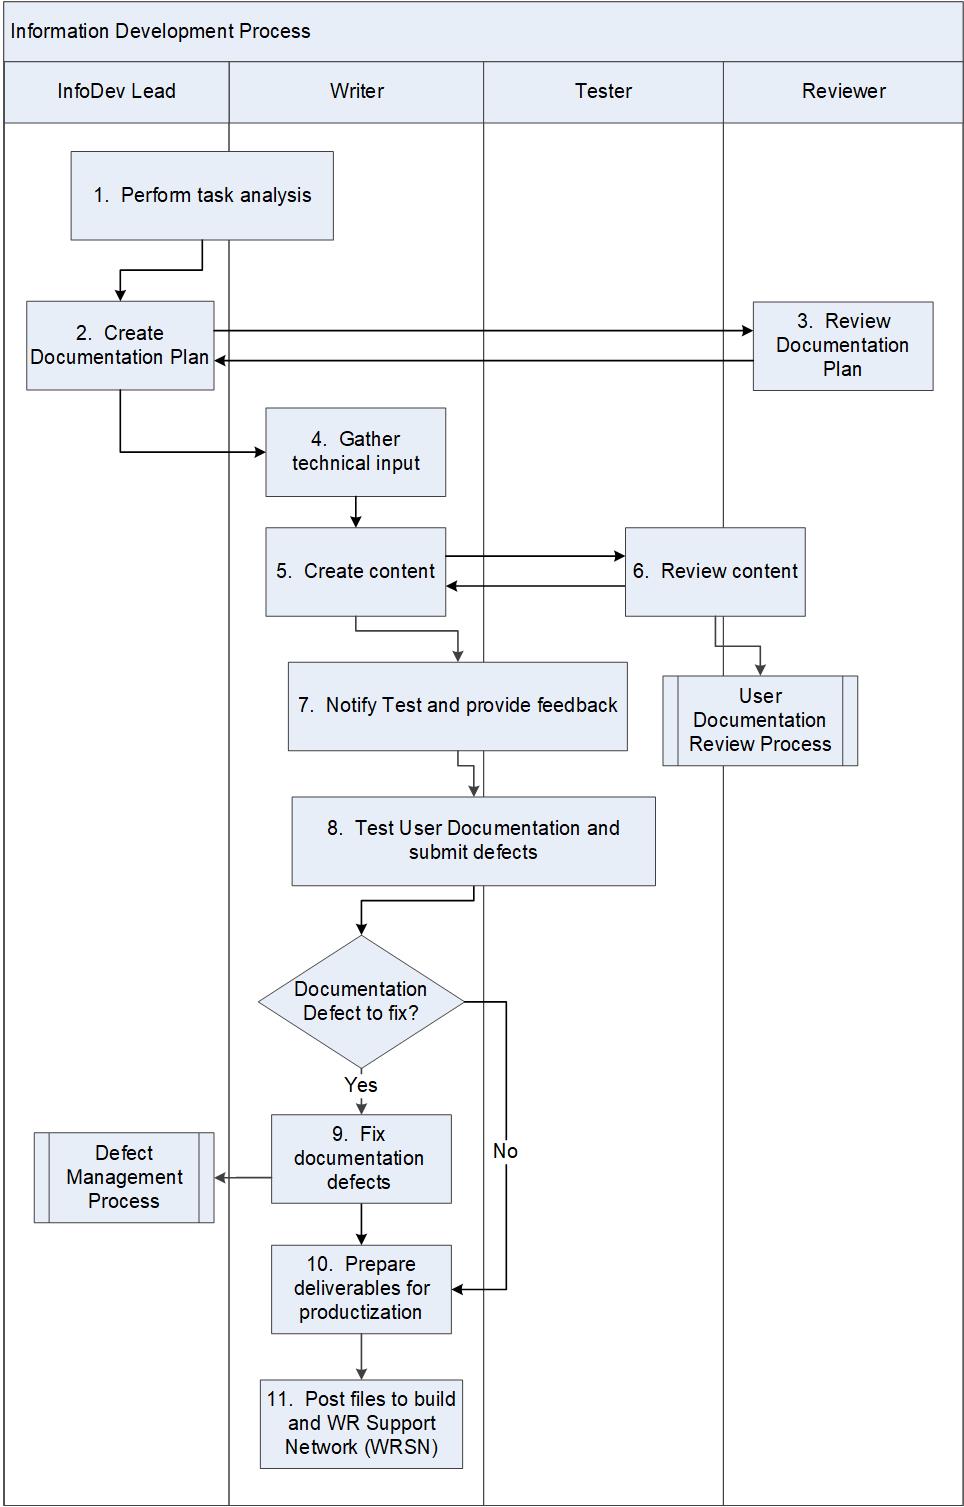 Information Development Process
InfoDev Lead
Writer
Tester
Reviewer
1. Perform task analysis
2. Create
Documentation Plan
3. Review
Documentation
Plan
4. Gather
technical input
5. Create content
6. Review content
7. Notify Test and provide feedback
User
Documentation
Review Process
8. Test User Documentation and
submit defects
Documentation
Defect to fix?
Yes
No
9. Fix
documentation
defects
Defect
Management
Process
10. Prepare
deliverables for
productization
11. Post files to build
and WR Support
Network (WRSN)